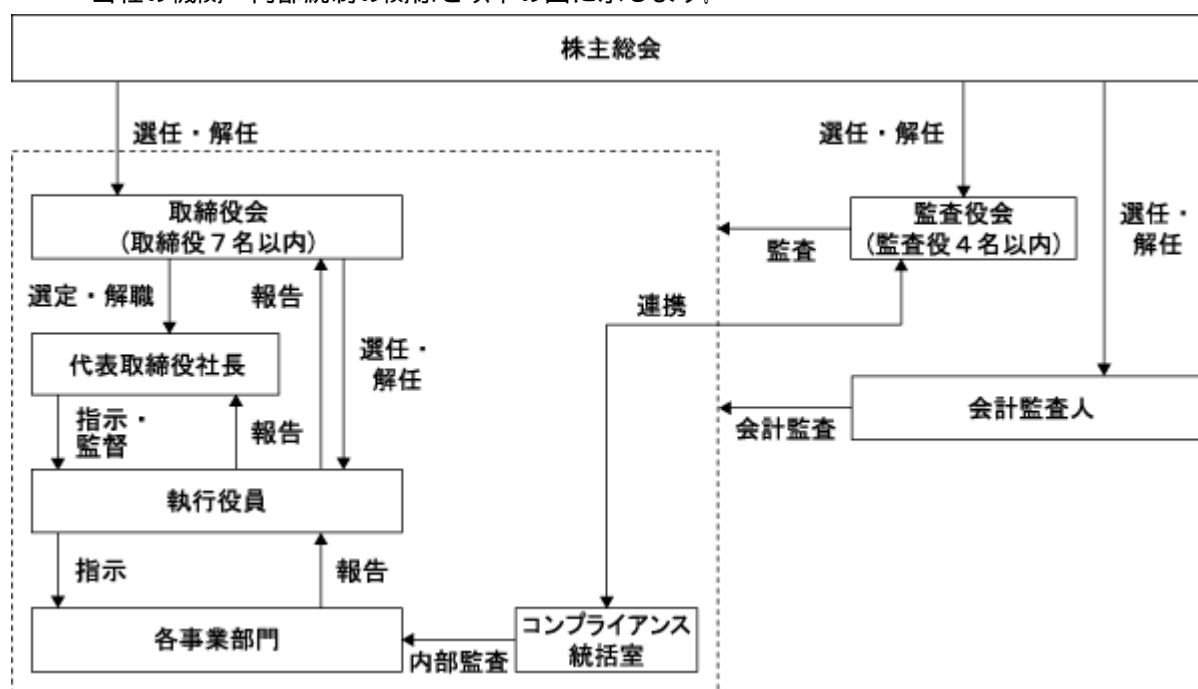 株主総会
選任・解任
選任・解任
取締役会
（取締役７名以内）
監査役会
（監査役４名以内）
選任・
解任
監査
選定・解職
報告
連携
代表取締役社長
選任・
解任
会計監査人
会計監査
指示・
監督
報告
執行役員
指示
報告
各事業部門
内部監査
コンプライアンス
統括室